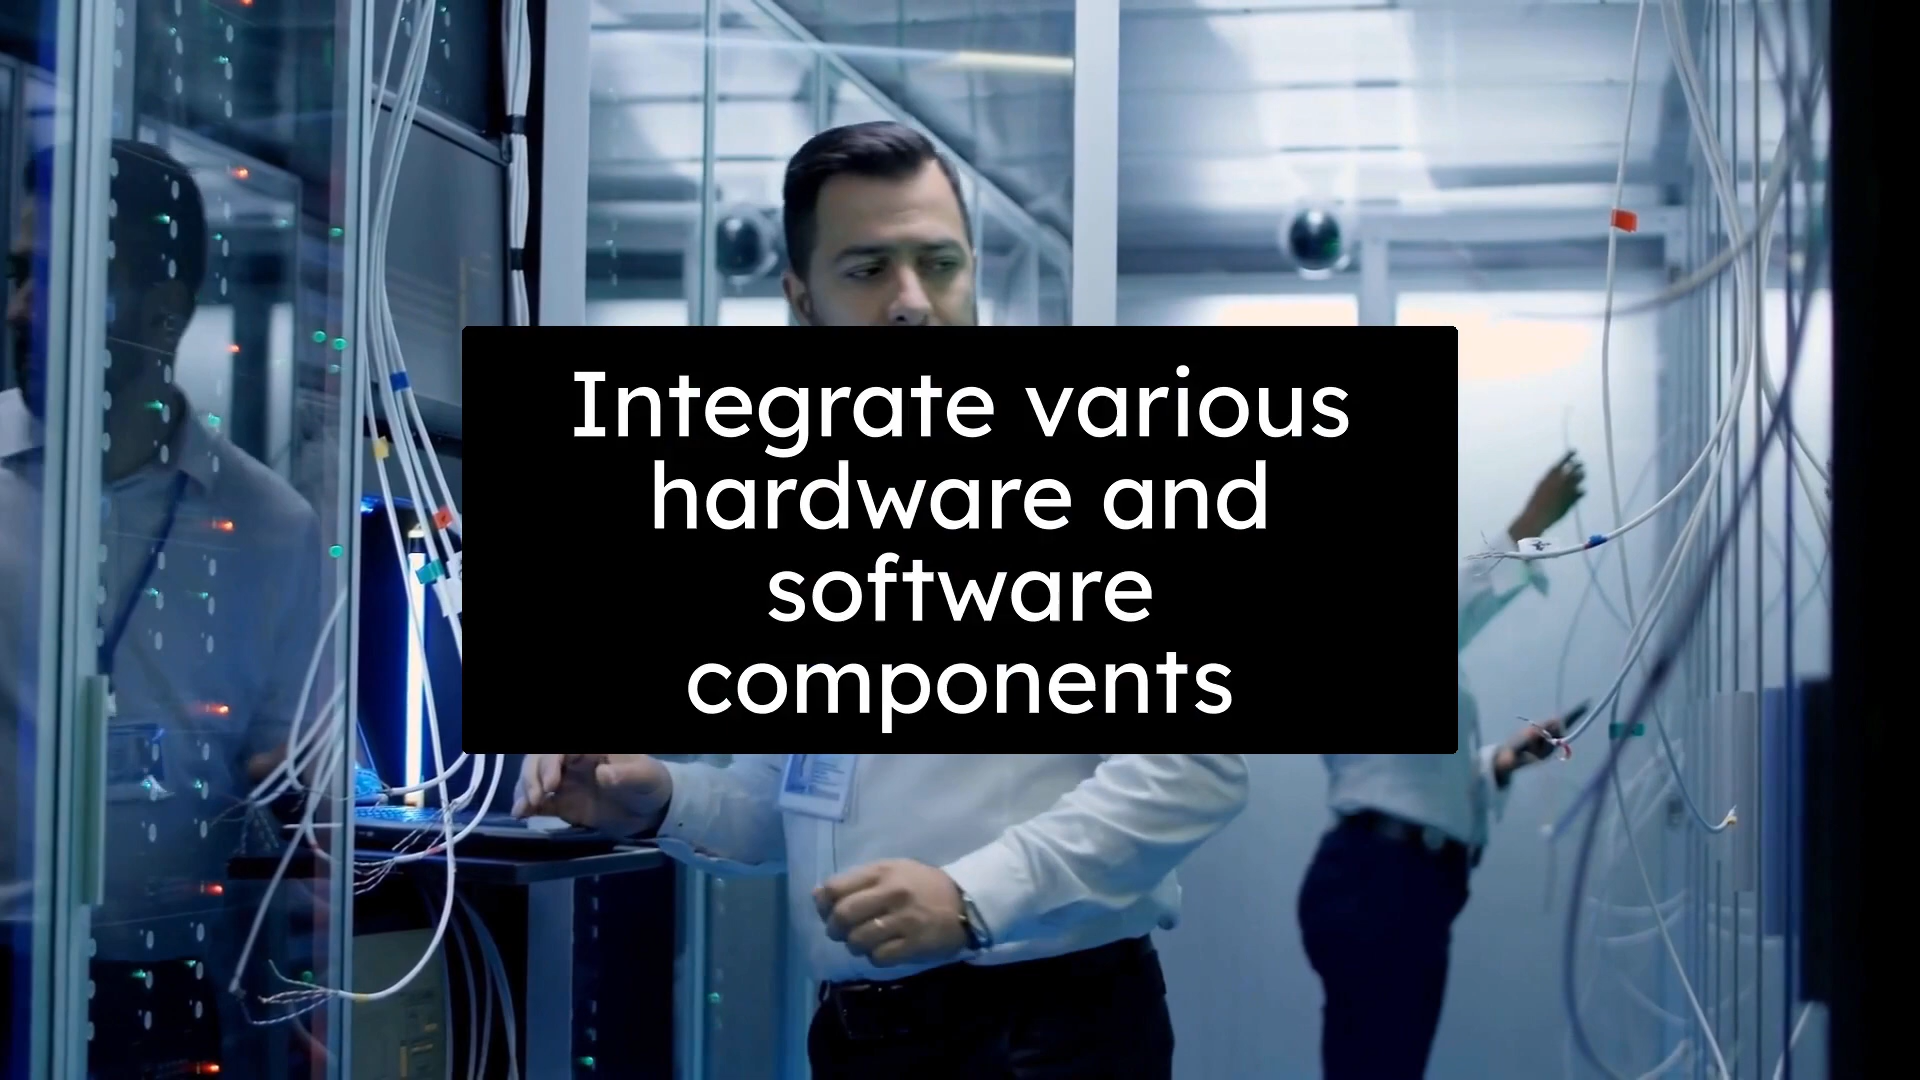 Integrate various
hardware and
software
components